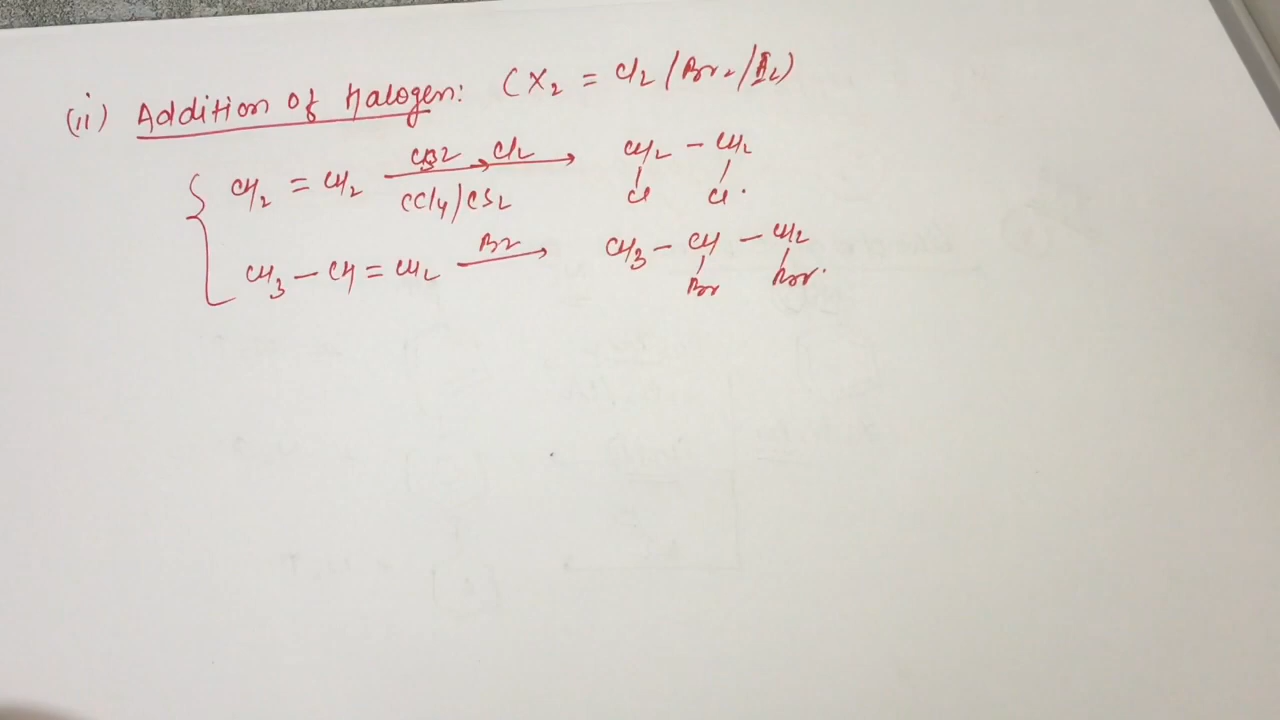 (ii) Addition of Halogen: (X₂ = Cl₂ / Br₂ / I₂)
Cl₂
CH₂ = CH₂ ⟶ CH₂ - CH₂
CCl₄ / CS₂
Cl Cl.
Br₂
CH₃ - CH = CH₂ ⟶ CH₃ - CH - CH₂
Br Br.